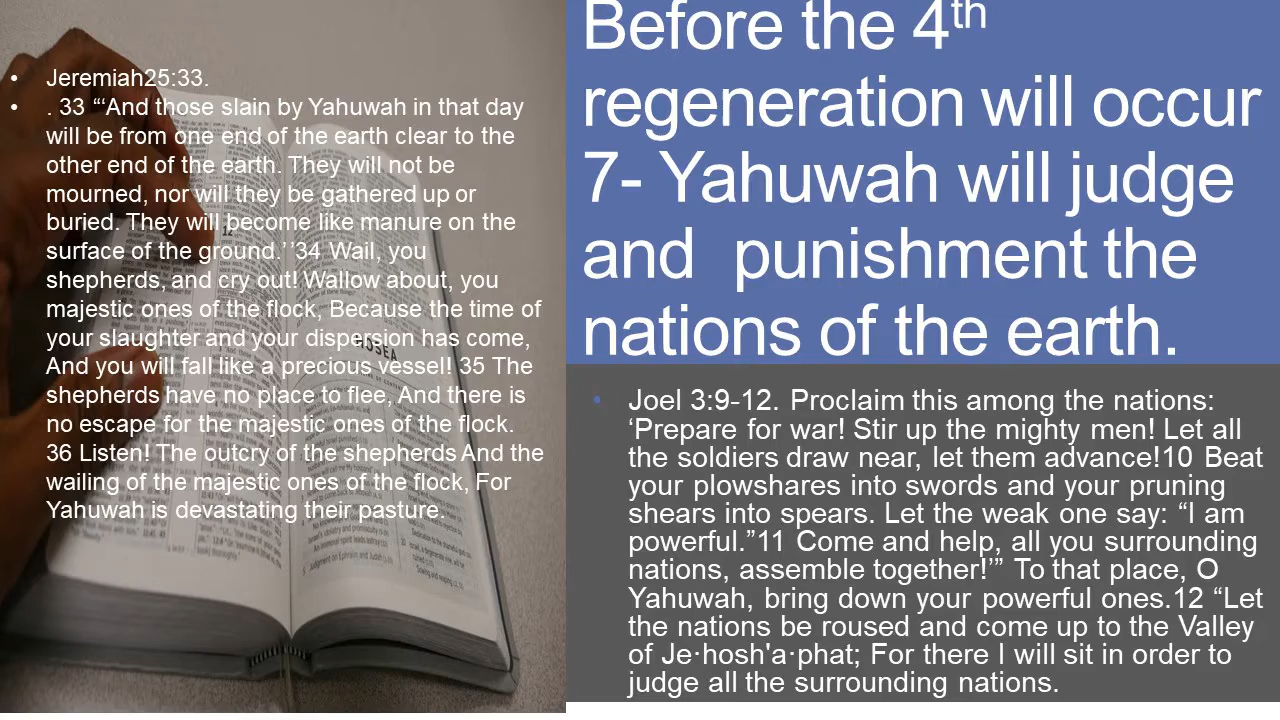 Before the 4th
regeneration will occur
7- Yahuwah will judge
and  punishment the
nations of the earth.
• Jeremiah25:33.
• . 33 “‘And those slain by Yahuwah in that day
will be from one end of the earth clear to the
other end of the earth. They will not be
mourned, nor will they be gathered up or
buried. They will become like manure on the
surface of the ground.’ ’34 Wail, you
shepherds, and cry out! Wallow about, you
majestic ones of the flock, Because the time of
your slaughter and your dispersion has come,
And you will fall like a precious vessel! 35 The
shepherds have no place to flee, And there is
no escape for the majestic ones of the flock.
36 Listen! The outcry of the shepherds And the
wailing of the majestic ones of the flock, For
Yahuwah is devastating their pasture.
HOSEA
• Joel 3:9-12. Proclaim this among the nations:
‘Prepare for war! Stir up the mighty men! Let all
the soldiers draw near, let them advance!10 Beat
your plowshares into swords and your pruning
shears into spears. Let the weak one say: “I am
powerful.”11 Come and help, all you surrounding
nations, assemble together!’” To that place, O
Yahuwah, bring down your powerful ones.12 “Let
the nations be roused and come up to the Valley
of Je·hosh'a·phat; For there I will sit in order to
judge all the surrounding nations.